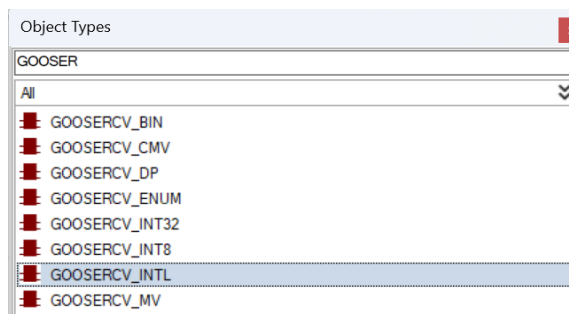 Object Types
GOOSER
All
GOOSERCV_BIN
GOOSERCV_CMV
GOOSERCV_DP
GOOSERCV_ENUM
GOOSERCV_INT32
GOOSERCV_INT8
GOOSERCV_INTL
GOOSERCV_MV